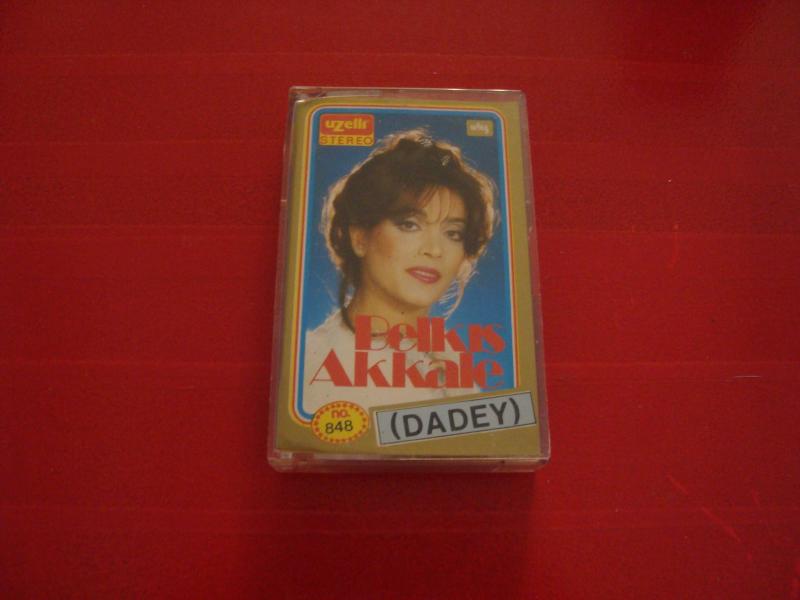 uzelli
STEREO
Belkıs
Akkale
no.
848
(DADEY)